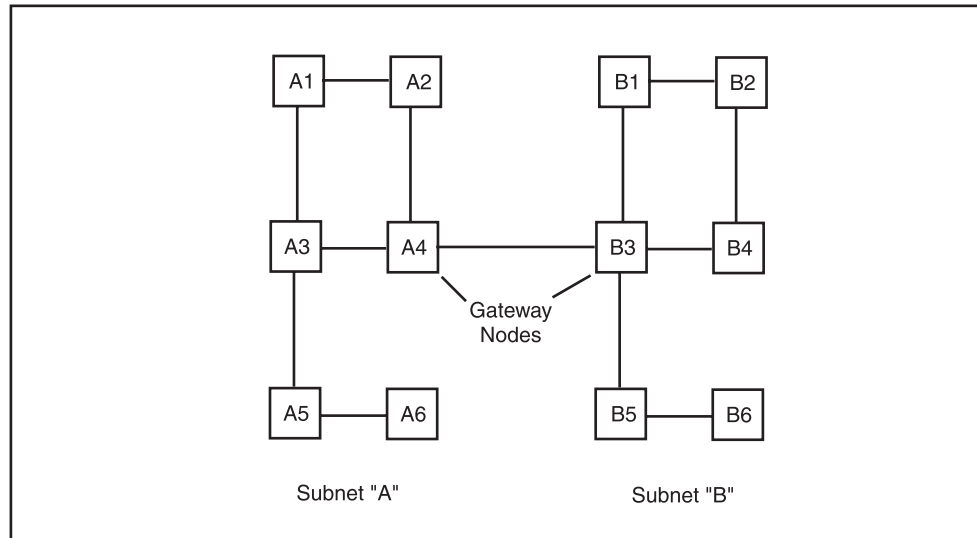 A1 A2 B1 B2
A3 A4 B3 B4
Gateway
Nodes
A5 A6 B5 B6
Subnet "A" Subnet "B"